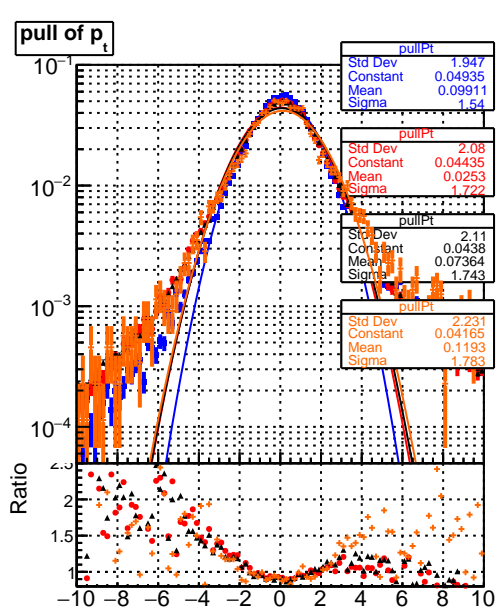 pull of p_t
pullPt
Std Dev 1.947
Constant 0.04935
Mean 0.09911
Sigma 1.54
pullPt
Std Dev 2.08
Constant 0.04435
Mean 0.0253
Sigma 1.722
pullPt
Std Dev 2.11
Constant 0.0438
Mean 0.07364
Sigma 1.743
pullPt
Std Dev 2.231
Constant 0.04165
Mean 0.1193
Sigma 1.783
10⁻¹
10⁻²
10⁻³
10⁻⁴
Ratio
2.5
2
1.5
1
−10 −8 −6 −4 −2 0 2 4 6 8 10